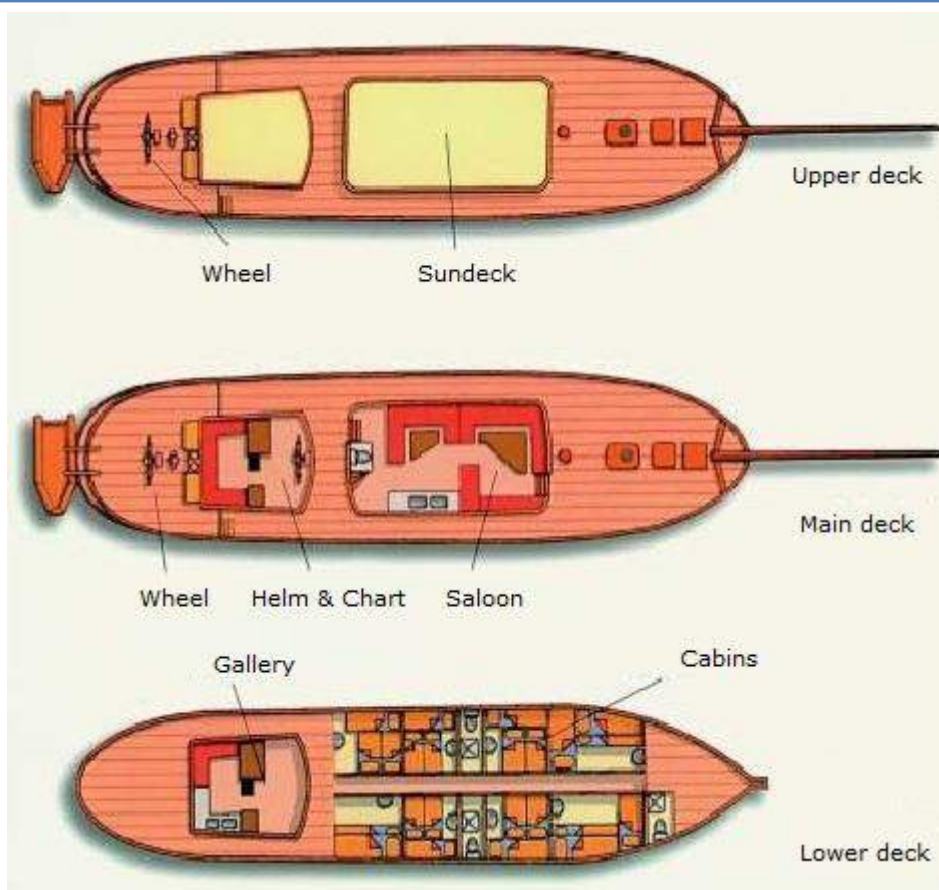 Upper deck
Wheel
Sundeck
Main deck
Wheel
Helm & Chart
Saloon
Gallery
Cabins
Lower deck